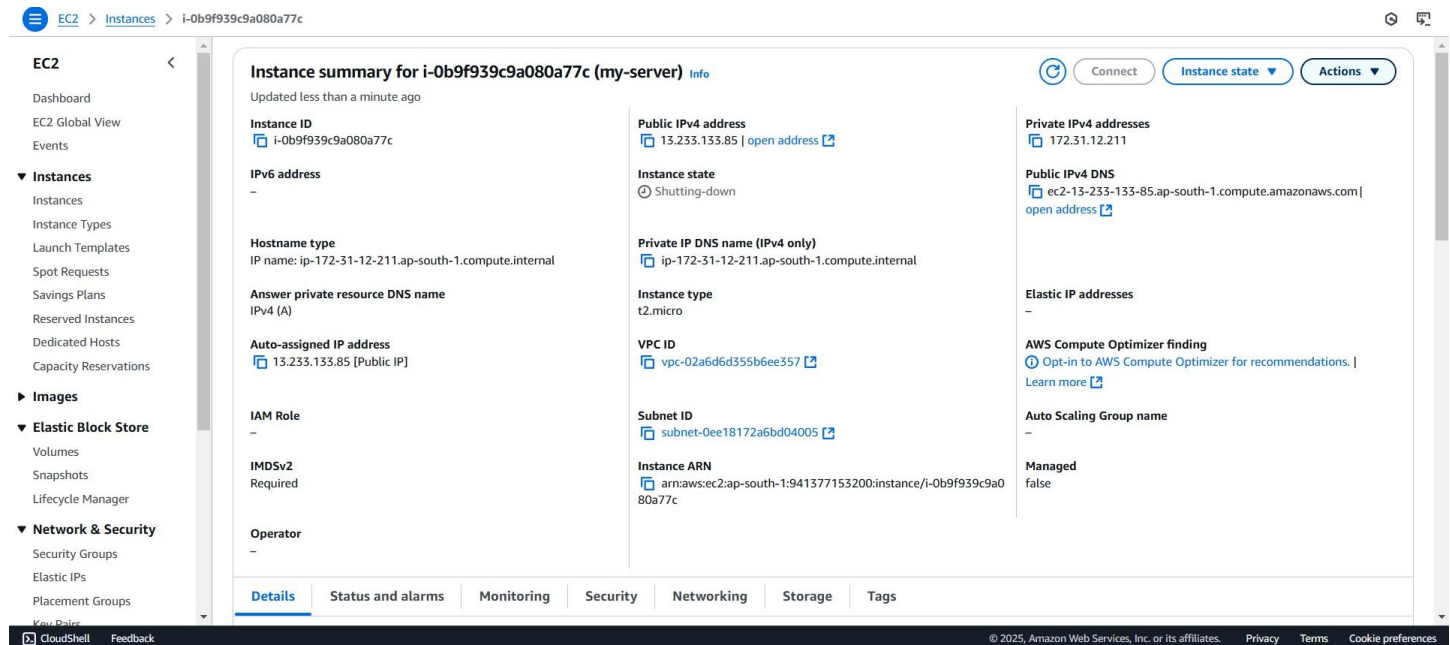 EC2 > Instances > i-0b9f939c9a080a77c
EC2
Dashboard
EC2 Global View
Events
Instances
Instances
Instance Types
Launch Templates
Spot Requests
Savings Plans
Reserved Instances
Dedicated Hosts
Capacity Reservations
Images
Elastic Block Store
Volumes
Snapshots
Lifecycle Manager
Network & Security
Security Groups
Elastic IPs
Placement Groups
Key Pairs
Instance summary for i-0b9f939c9a080a77c (my-server) Info
Connect
Instance state
Actions
Updated less than a minute ago
Instance ID
i-0b9f939c9a080a77c
Public IPv4 address
13.233.133.85 | open address
Private IPv4 addresses
172.31.12.211
IPv6 address
–
Instance state
Shutting-down
Public IPv4 DNS
ec2-13-233-133-85.ap-south-1.compute.amazonaws.com |
open address
Hostname type
IP name: ip-172-31-12-211.ap-south-1.compute.internal
Private IP DNS name (IPv4 only)
ip-172-31-12-211.ap-south-1.compute.internal
Answer private resource DNS name
IPv4 (A)
Instance type
t2.micro
Elastic IP addresses
–
Auto-assigned IP address
13.233.133.85 [Public IP]
VPC ID
vpc-02a6d6d355b6ee357
AWS Compute Optimizer finding
Opt-in to AWS Compute Optimizer for recommendations. |
Learn more
IAM Role
–
Subnet ID
subnet-0ee18172a6bd04005
Auto Scaling Group name
–
IMDSv2
Required
Instance ARN
arn:aws:ec2:ap-south-1:941377153200:instance/i-0b9f939c9a0
80a77c
Managed
false
Operator
–
Details
Status and alarms
Monitoring
Security
Networking
Storage
Tags
CloudShell Feedback
© 2025, Amazon Web Services, Inc. or its affiliates. Privacy Terms Cookie preferences